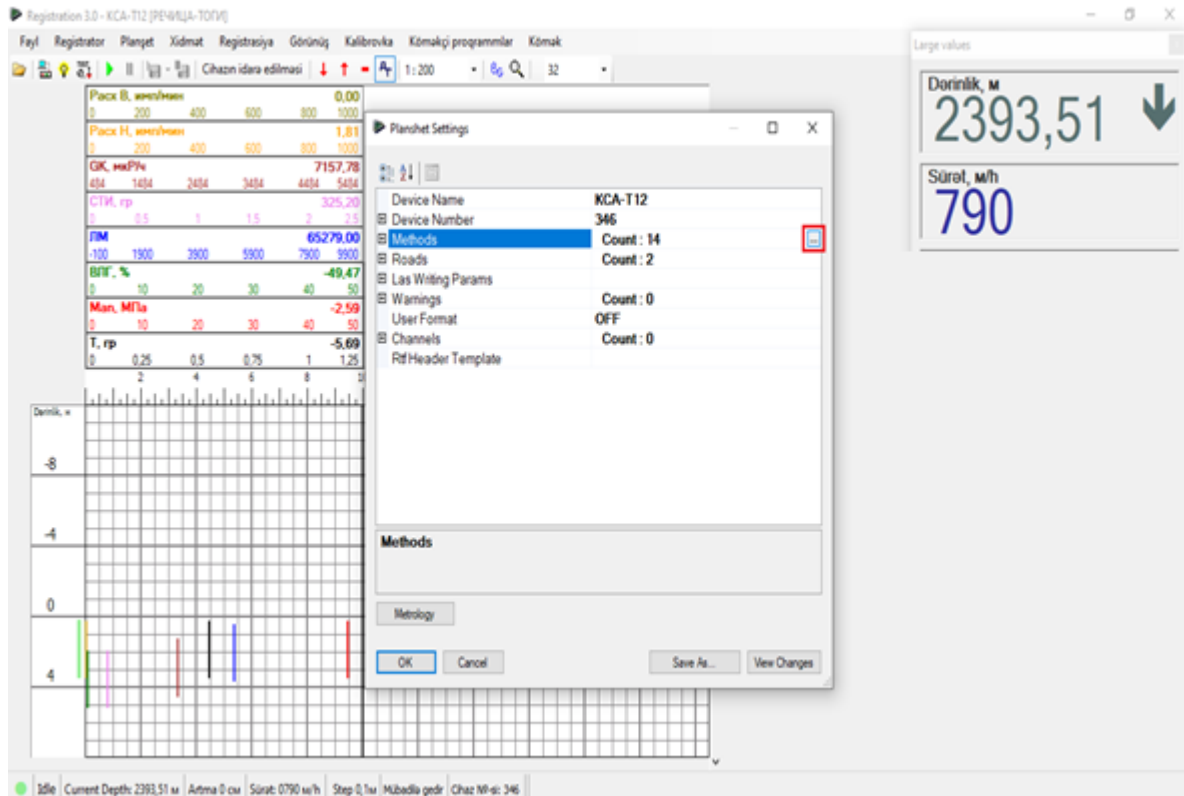 Registration 3.0 - КСА-Т12 [РЕЧИЦА-ТОГИ]
Fayl Registrator Planşet Xidmət Registrasiya Görünüş Kalibrovka Köməkçi proqrammlar Kömək
Cihazın idarə edilməsi 1:200 32
Расх В, имп/мин 0,00
0 200 400 600 800 1000
Расх Н, имп/мин 1,81
0 200 400 600 800 1000
GK, мкР/ч 7157,78
484 1484 2484 3484 4484 5484
СТИ, гр 325,20
0 0.5 1 1.5 2 2.5
ЛМ 65279,00
-100 1900 3900 5900 7900 9900
ВЛГ, % -49,47
0 10 20 30 40 50
Man, МПа -2,59
0 10 20 30 40 50
Т, гр -5,69
0 0.25 0.5 0.75 1 1.25
2 4 6 8
Dərinlik, м
-8
-4
0
4
Planshet Settings
Device Name КСА-Т12
Device Number 346
Methods Count : 14 ...
Roads Count : 2
Las Writing Params
Warnings Count : 0
User Format OFF
Channels Count : 0
Rtf Header Template
Methods
Metrology
OK Cancel Save As... View Changes
Large values
Dərinlik, м
2393,51
Sürət, м/h
790
Idle Current Depth: 2393,51 м Artma 0 см Sürət: 0790 м/h Step 0,1м Mübadilə gedir Cihaz №-si: 346